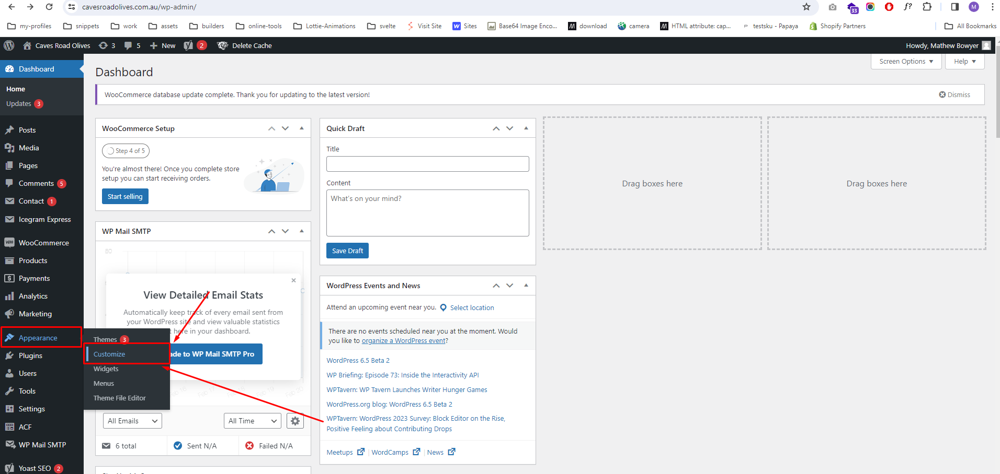 cavesroadolives.com.au/wp-admin/
33
f?
M
my-profiles
snippets
work
assets
builders
online-tools
Lottie-Animations
svelte
Visit Site
W
Sites
Base64 Image Enco...
download
camera
HTML attribute: cap...
P
testsku - Papaya
Shopify Partners
All Bookmarks
Caves Road Olives
3
5
New
2
Delete Cache
Howdy, Mathew Bowyer
Dashboard
Home
Updates 3
Posts
Media
Pages
Comments 5
Contact 1
Icegram Express
WooCommerce
Products
Payments
Analytics
Marketing
Appearance
Plugins
Users
Tools
Settings
ACF
WP Mail SMTP
Yoast SEO 2
Themes 3
Customize
Widgets
Menus
Theme File Editor
Dashboard
Screen Options
Help
WooCommerce database update complete. Thank you for updating to the latest version!
Dismiss
WooCommerce Setup
Step 4 of 5
You're almost there! Once you complete store
setup you can start receiving orders.
Start selling
WP Mail SMTP
View Detailed Email Stats
Automatically keep track of every email sent from
your WordPress site and view valuable statistics
here in your dashboard.
ade to WP Mail SMTP Pro
Feb 16
Feb 17
Feb 18
Feb 19
Feb 20
All Emails
All Time
6 total
Sent N/A
Failed N/A
Quick Draft
Title
Content
What's on your mind?
Save Draft
WordPress Events and News
Attend an upcoming event near you.
Select location
There are no events scheduled near you at the moment. Would
you like to organize a WordPress event?
WordPress 6.5 Beta 2
WP Briefing: Episode 73: Inside the Interactivity API
WPTavern: WP Tavern Launches Writer Hunger Games
WordPress.org blog: WordPress 6.5 Beta 2
WPTavern: WordPress 2023 Survey: Block Editor on the Rise,
Positive Feeling about Contributing Drops
Meetups | WordCamps | News
Drag boxes here
Drag boxes here